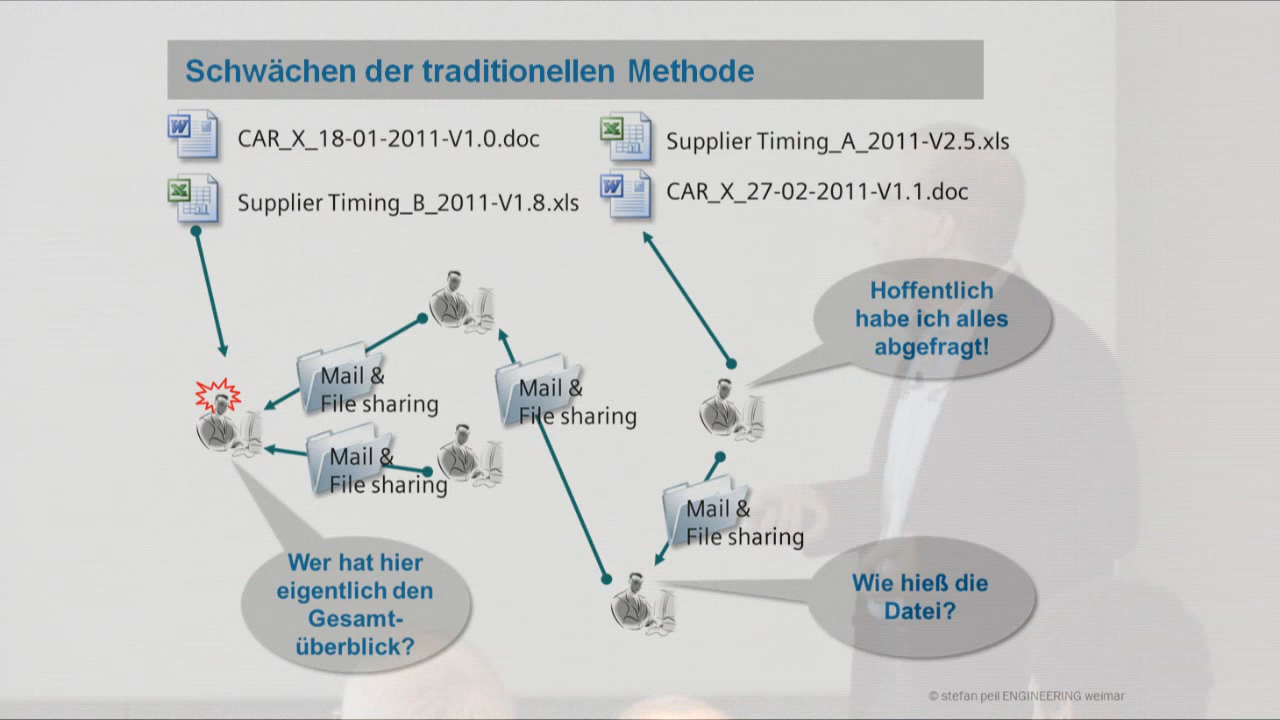 Schwächen der traditionellen Methode
CAR_X_18-01-2011-V1.0.doc
Supplier Timing_A_2011-V2.5.xls
Supplier Timing_B_2011-V1.8.xls
CAR_X_27-02-2011-V1.1.doc
Hoffentlich
habe ich alles
abgefragt!
Mail &
File sharing
Mail &
File sharing
Mail &
File sharing
Mail &
File sharing
Wer hat hier
eigentlich den
Gesamt-
überblick?
Wie hieß die
Datei?
© stefan peil ENGINEERING weimar